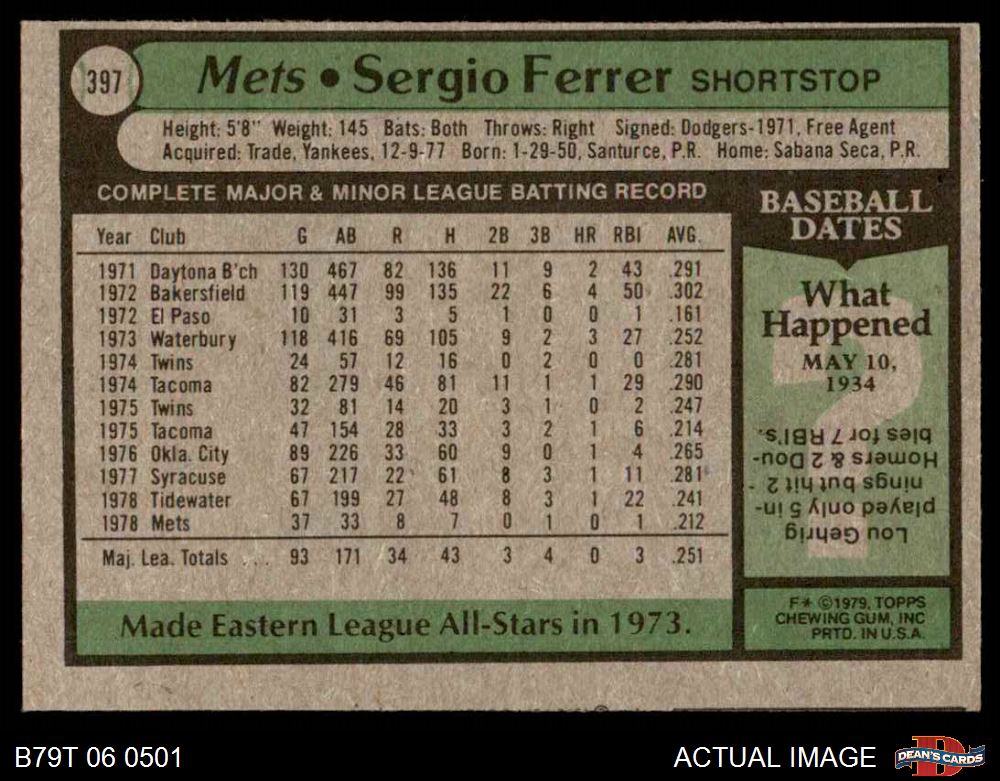 397
Mets • Sergio Ferrer SHORTSTOP
Height: 5'8" Weight: 145 Bats: Both Throws: Right Signed: Dodgers-1971, Free Agent
Acquired: Trade, Yankees, 12-9-77 Born: 1-29-50, Santurce, P.R. Home: Sabana Seca, P.R.
COMPLETE MAJOR & MINOR LEAGUE BATTING RECORD
Year Club G AB R H 2B 3B HR RBI AVG.
1971 Daytona B'ch 130 467 82 136 11 9 2 43 .291
1972 Bakersfield 119 447 99 135 22 6 4 50 .302
1972 El Paso 10 31 3 5 1 0 0 1 .161
1973 Waterbury 118 416 69 105 9 2 3 27 .252
1974 Twins 24 57 12 16 0 2 0 0 .281
1974 Tacoma 82 279 46 81 11 1 1 29 .290
1975 Twins 32 81 14 20 3 1 0 2 .247
1975 Tacoma 47 154 28 33 3 2 1 6 .214
1976 Okla. City 89 226 33 60 9 0 1 4 .265
1977 Syracuse 67 217 22 61 8 3 1 11 .281
1978 Tidewater 67 199 27 48 8 3 1 22 .241
1978 Mets 37 33 8 7 0 1 0 1 .212
Maj. Lea. Totals ... 93 171 34 43 3 4 0 3 .251
Made Eastern League All-Stars in 1973.
BASEBALL
DATES
What
Happened
MAY 10,
1934
Lou Gehrig
played only 5 in-
nings but hit 2
Homers & 2 Dou-
bles for 7 RBI's.
F* ©1979, TOPPS
CHEWING GUM, INC
PRTD. IN U.S.A.
B79T 06 0501
ACTUAL IMAGE
D
DEAN'S CARDS